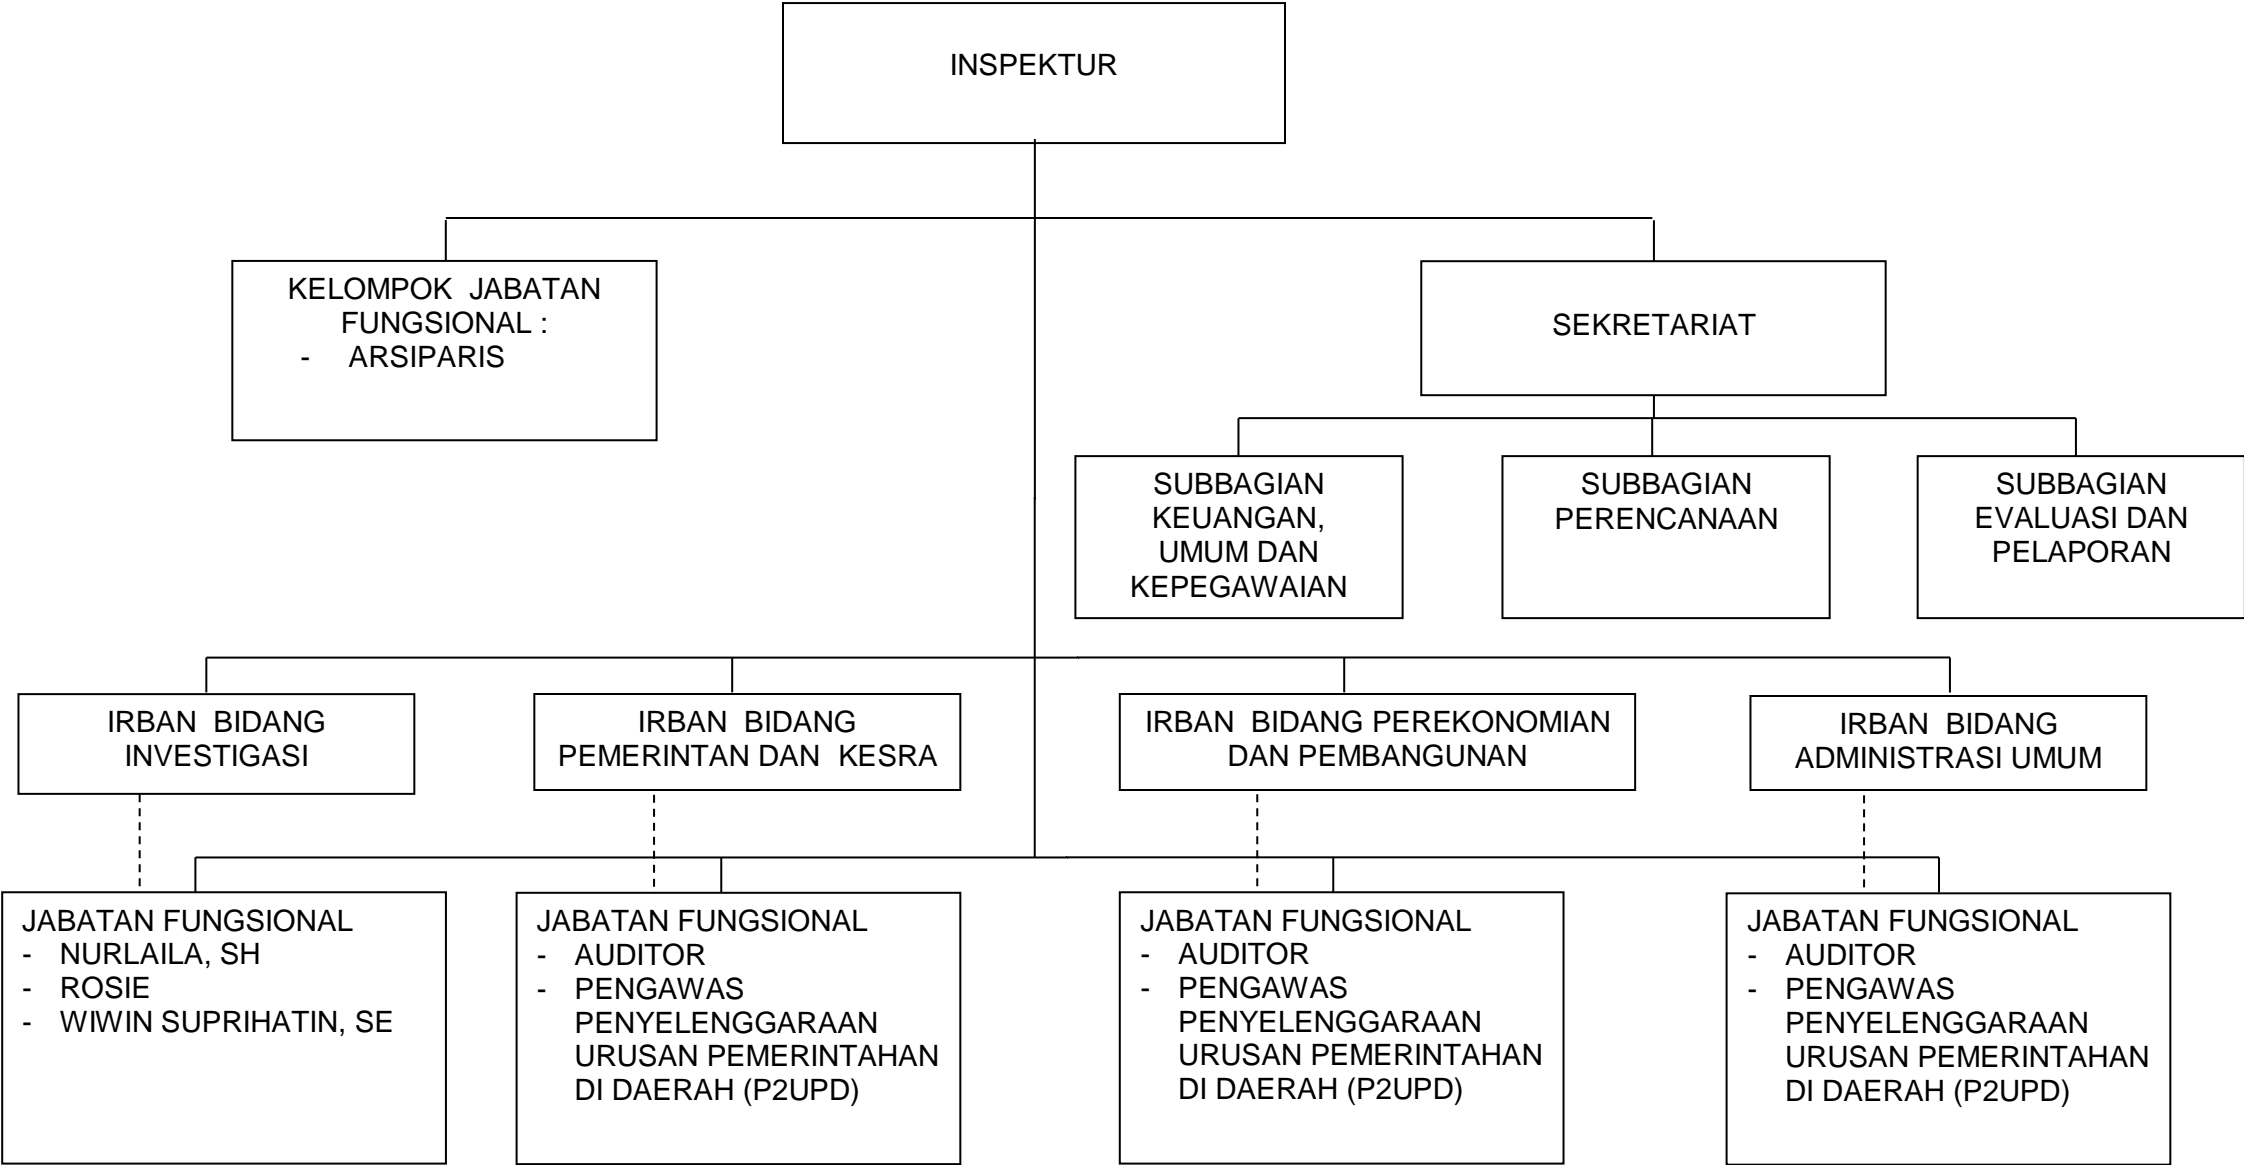 INSPEKTUR
KELOMPOK  JABATAN
FUNGSIONAL :
-  ARSIPARIS
SEKRETARIAT
SUBBAGIAN
KEUANGAN,
UMUM DAN
KEPEGAWAIAN
SUBBAGIAN
PERENCANAAN
SUBBAGIAN
EVALUASI DAN
PELAPORAN
IRBAN  BIDANG
INVESTIGASI
IRBAN  BIDANG
PEMERINTAN DAN  KESRA
IRBAN  BIDANG PEREKONOMIAN
DAN PEMBANGUNAN
IRBAN  BIDANG
ADMINISTRASI UMUM
JABATAN FUNGSIONAL
- NURLAILA, SH
- ROSIE
- WIWIN SUPRIHATIN, SE
JABATAN FUNGSIONAL
- AUDITOR
- PENGAWAS
PENYELENGGARAAN
URUSAN PEMERINTAHAN
DI DAERAH (P2UPD)
JABATAN FUNGSIONAL
- AUDITOR
- PENGAWAS
PENYELENGGARAAN
URUSAN PEMERINTAHAN
DI DAERAH (P2UPD)
JABATAN FUNGSIONAL
- AUDITOR
- PENGAWAS
PENYELENGGARAAN
URUSAN PEMERINTAHAN
DI DAERAH (P2UPD)